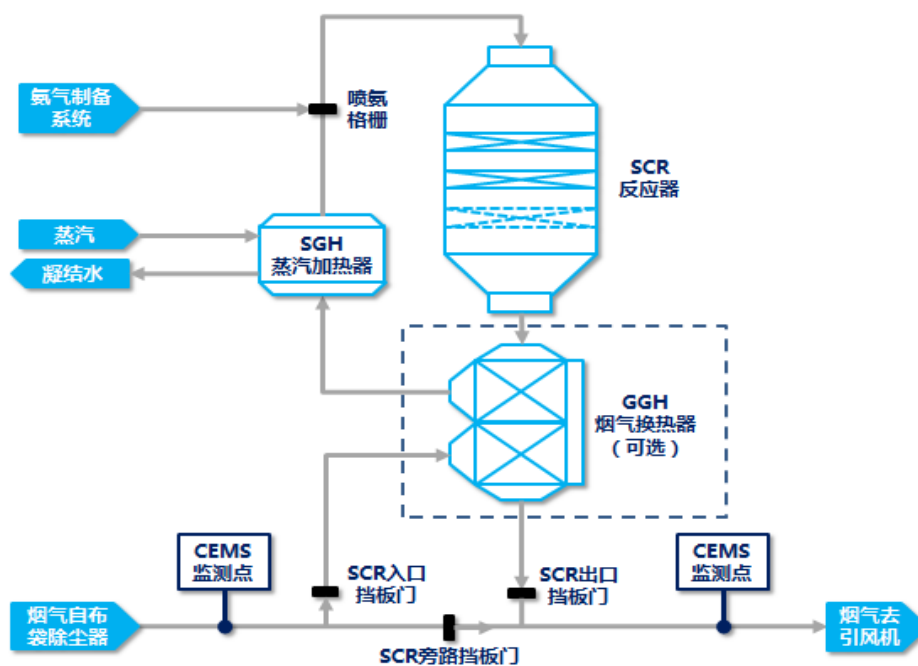 氨气制备
系统
喷氨
格栅
SCR
反应器
蒸汽
SGH
蒸汽加热器
凝结水
GGH
烟气换热器
（可选）
CEMS
监测点
SCR入口
挡板门
SCR出口
挡板门
CEMS
监测点
烟气自布
袋除尘器
SCR旁路挡板门
烟气去
引风机